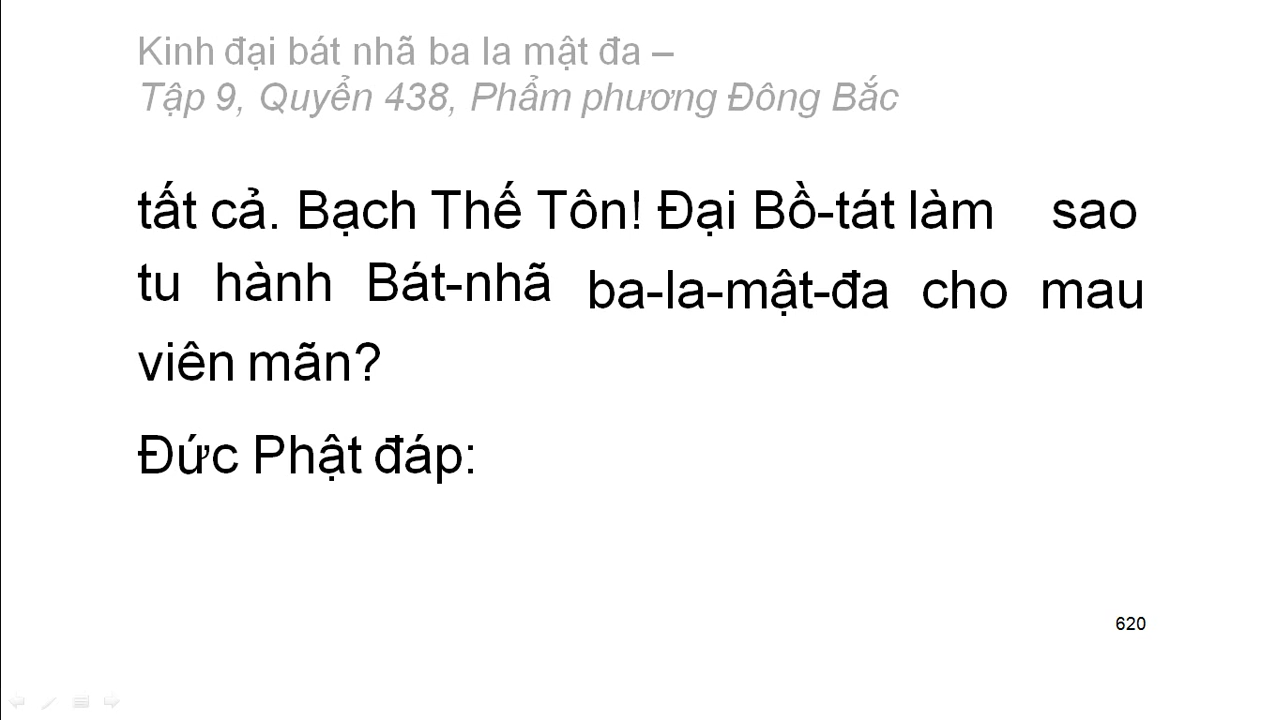 Kinh đại bát nhã ba la mật đa –
Tập 9, Quyển 438, Phẩm phương Đông Bắc
tất cả. Bạch Thế Tôn! Đại Bồ-tát làm sao
tu hành Bát-nhã ba-la-mật-đa cho mau
viên mãn?
Đức Phật đáp:
620